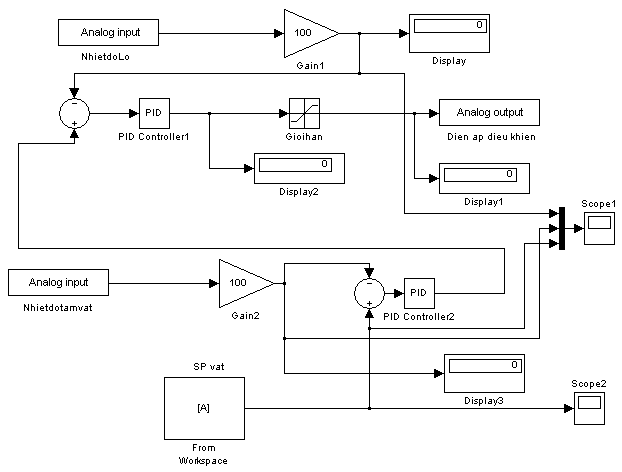 Analog input
NhietdoLo
100
Gain1
0
Display
−
+
PID
PID Controller1
Gioihan
Analog output
Dien ap dieu khien
0
Display2
0
Display1
Scope1
Analog input
Nhietdotamvat
100
Gain2
−
+
PID
PID Controller2
0
Display3
SP vat
[A]
From
Workspace
Scope2